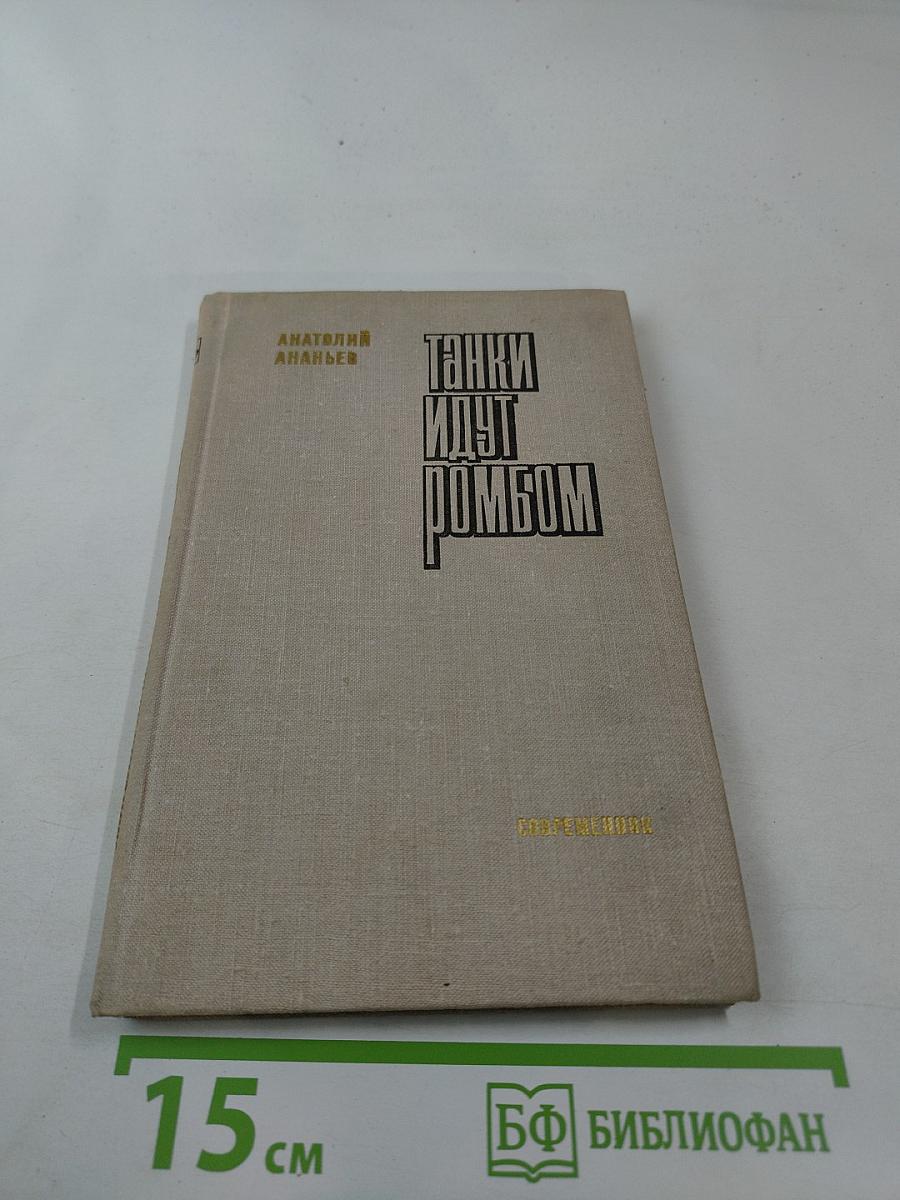 АНАТОЛИЙ
АНАНЬЕВ
танки
идут
ромбом
СОВРЕМЕННИК
15 см
БФ БИБЛИОФАН